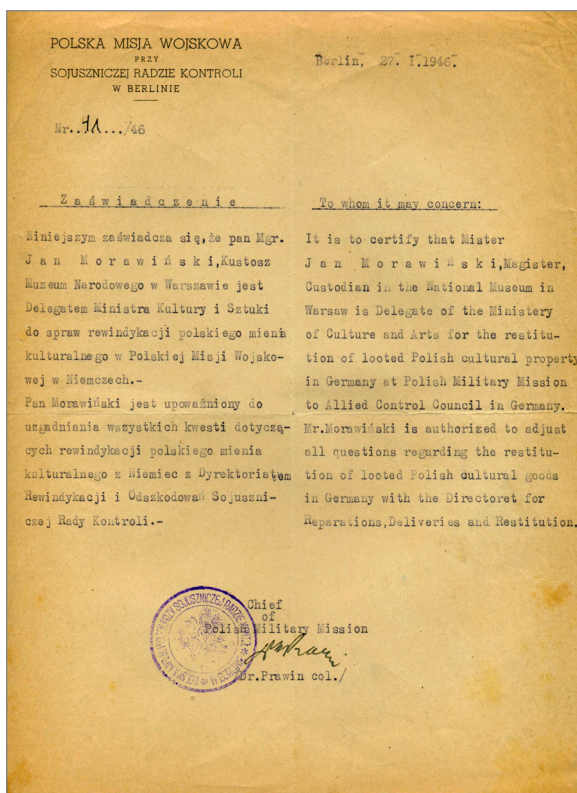 POLSKA MISJA WOJSKOWA
PRZY
SOJUSZNICZEJ RADZIE KONTROLI
W BERLINIE
Berlin, 27. I.1946.
Nr..41.../46
Zaświadczenie
Niniejszym zaświadcza się,że pan Mgr.
Jan Morawiński,Kustosz
Muzeum Narodowego w Warszawie jest
Delegatem Ministra Kultury i Sztuki
do spraw rewindykacji polskiego mienia
kulturalnego w Polskiej Misji Wojsko-
wej w Niemczech.-
Pan Morawiński jest upoważniony do
uzgadniania wszystkich kwesti dotyczą-
cych rewindykacji polskiego mienia
kulturalnego z Niemiec z Dyrektoriatem
Rewindykacji i Odszkodowań Sojuszni-
czej Rady Kontroli.-
To whom it may concern:
It is to certify that Mister
Jan Morawiński,Magister,
Custodian in the National Museum in
Warsaw is Delegate of the Ministery
of Culture and Arts for the restitu-
tion of looted Polish cultural property
in Germany at Polish Military Mission
to Allied Control Council in Germany.
Mr.Morawiński is authorized to adjust
all questions regarding the restitu-
tion of looted Polish cultural goods
in Germany with the Directoret for
Reparations,Deliveries and Restitution.
Chief
of
Polish Military Mission
Dr.Prawin col./